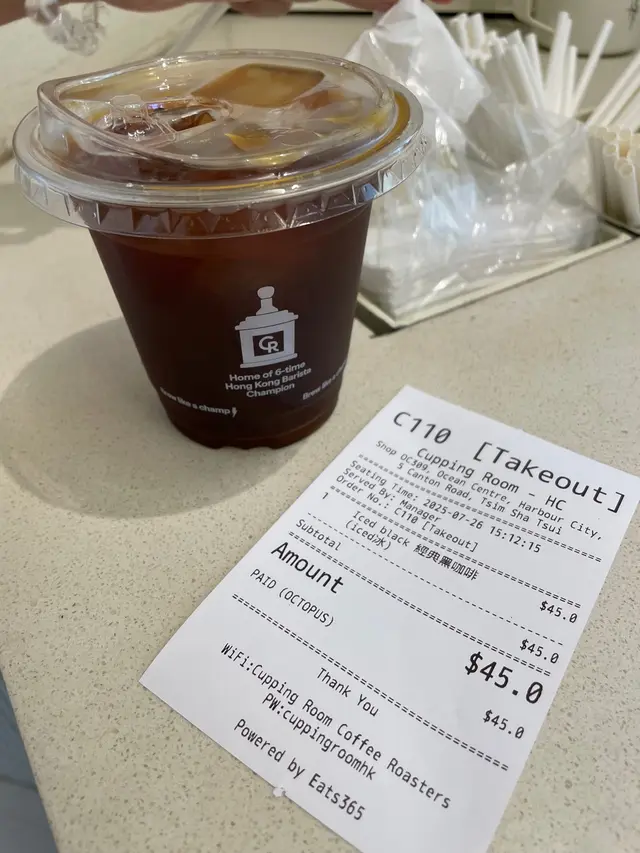 CR
Home of 6-time
Hong Kong Barista
Champion
Brew like a champ
Brew like a
C110 [Takeout]
Cupping Room - HC
Shop OC309, Ocean Centre, Harbour City,
5 Canton Road, Tsim Sha Tsui
Seating Time: 2025-07-26 15:12:15
Served By: Manager
Order No.: C110 [Takeout]
1 Iced black 經典黑咖啡 $45.0
(Iced冰)
Subtotal $45.0
Amount $45.0
PAID (OCTOPUS) $45.0
Thank You
WiFi:Cupping Room Coffee Roasters
PW:cuppingroomhk
Powered by Eats365